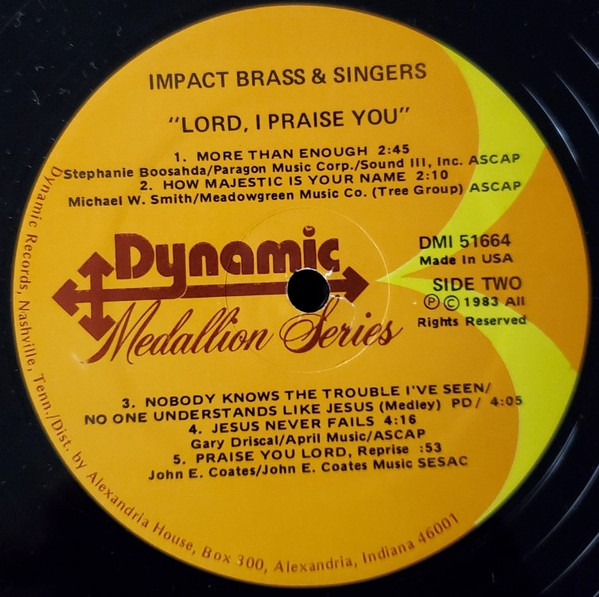 IMPACT BRASS & SINGERS
"LORD, I PRAISE YOU"
1. MORE THAN ENOUGH 2:45
Stephanie Boosahda/Paragon Music Corp./Sound III, Inc. ASCAP
2. HOW MAJESTIC IS YOUR NAME 2:10
Michael W. Smith/Meadowgreen Music Co. (Tree Group) ASCAP
Dynamic
Medallion Series
DMI 51664
Made in USA
SIDE TWO
Ⓟ © 1983 All
Rights Reserved
3. NOBODY KNOWS THE TROUBLE I'VE SEEN/
NO ONE UNDERSTANDS LIKE JESUS (Medley) PD/ 4:05
4. JESUS NEVER FAILS 4:16
Gary Driscal/April Music/ASCAP
5. PRAISE YOU LORD, Reprise :53
John E. Coates/John E. Coates Music SESAC
Dynamic Records, Nashville, Tenn./Dist. by Alexandria House, Box 300, Alexandria, Indiana 46001